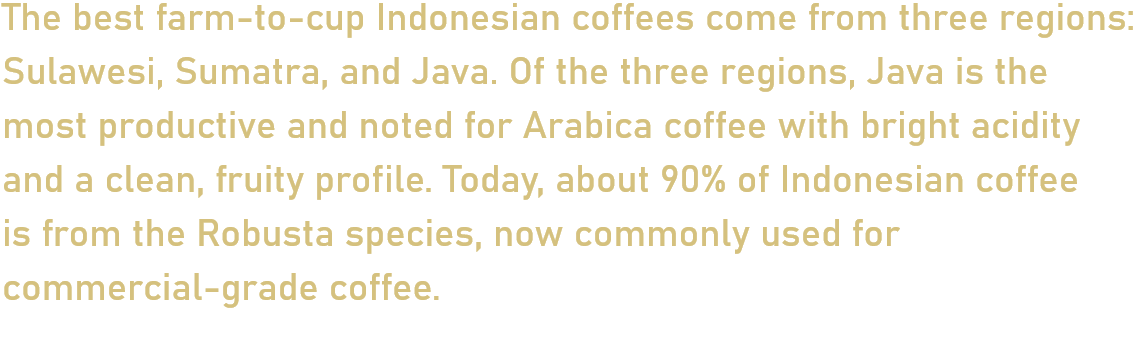 The best farm-to-cup Indonesian coffees come from three regions:
Sulawesi, Sumatra, and Java. Of the three regions, Java is the
most productive and noted for Arabica coffee with bright acidity
and a clean, fruity profile. Today, about 90% of Indonesian coffee
is from the Robusta species, now commonly used for
commercial-grade coffee.